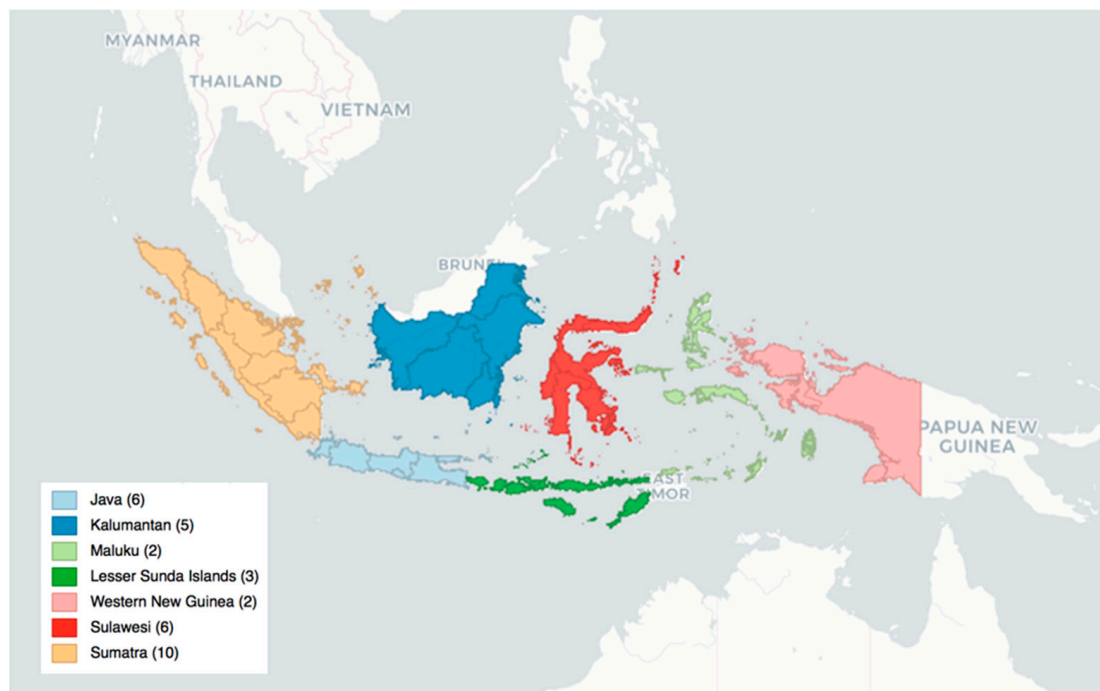 MYANMAR
THAILAND
VIETNAM
BRUNEI
PAPUA NEW
GUINEA
EAST
TIMOR
Java (6)
Kalumantan (5)
Maluku (2)
Lesser Sunda Islands (3)
Western New Guinea (2)
Sulawesi (6)
Sumatra (10)